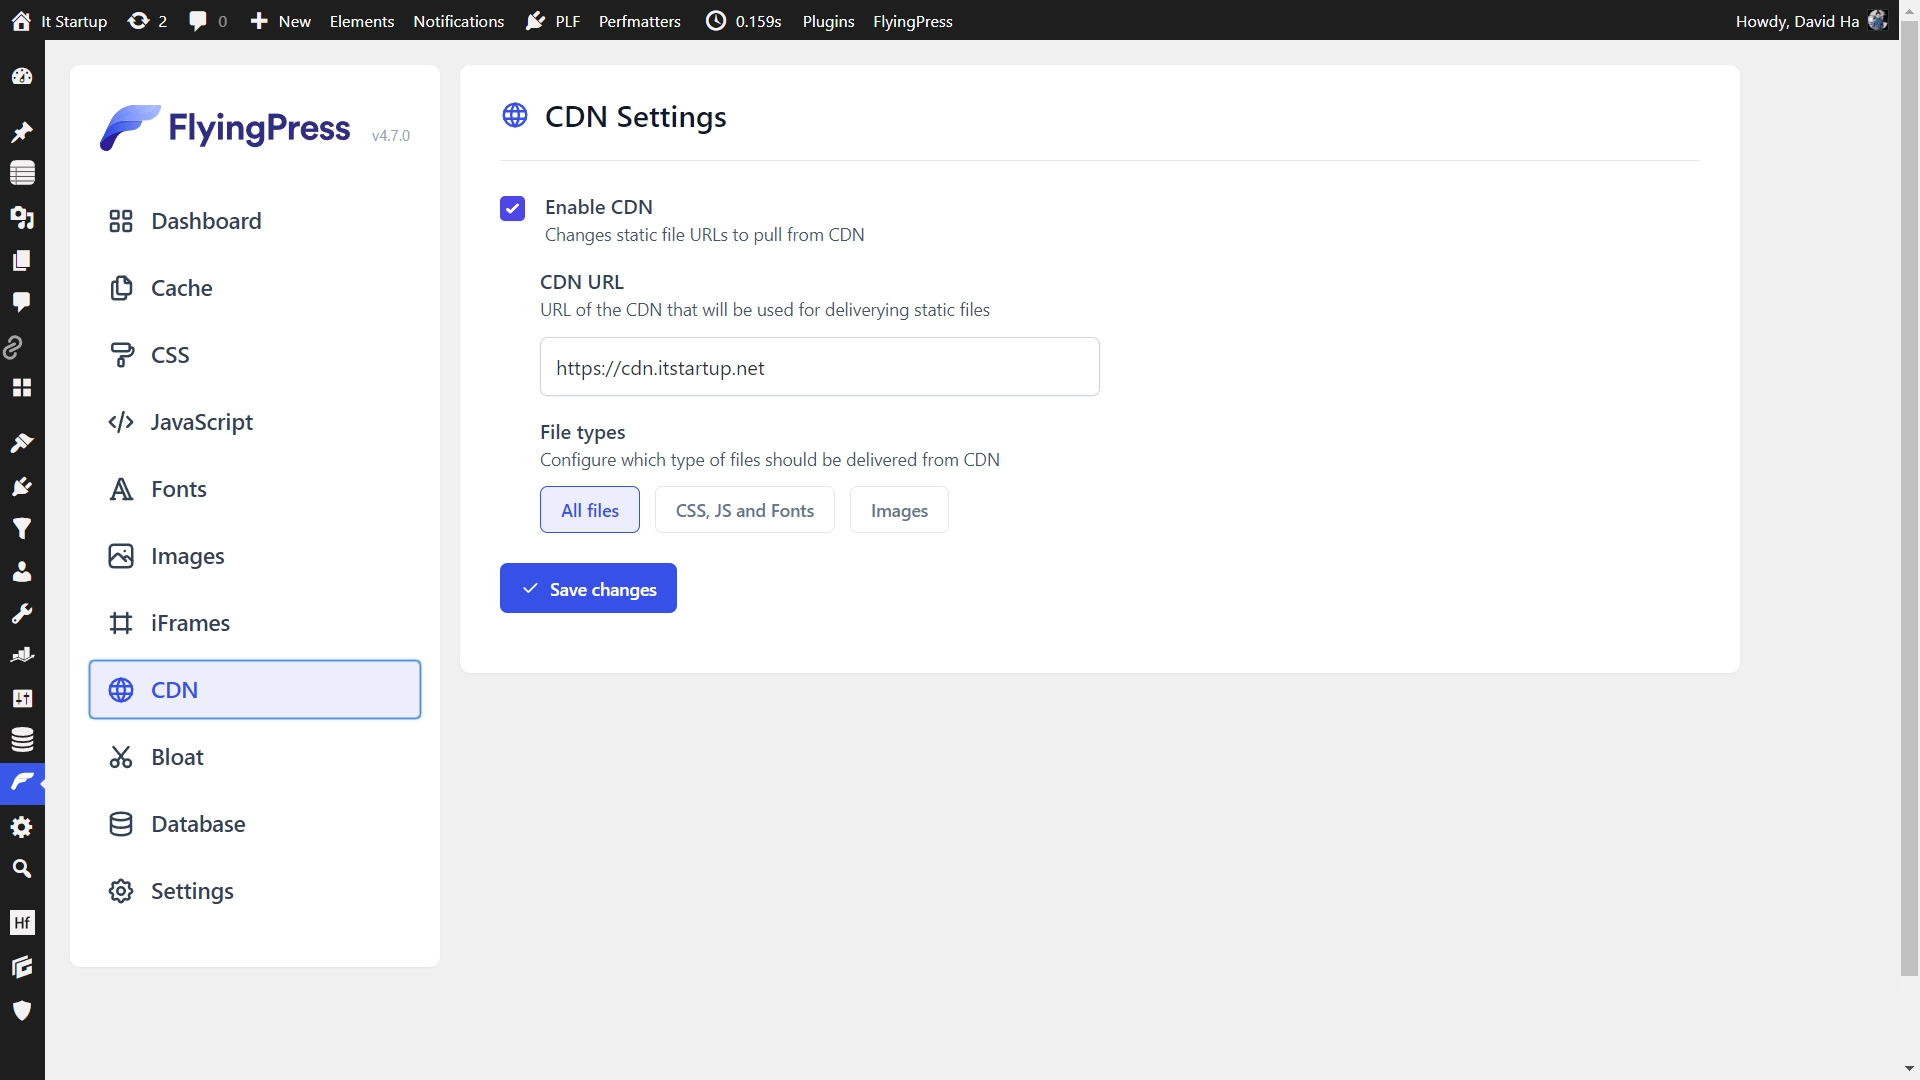 It Startup 2 0 New Elements Notifications PLF Perfmatters 0.159s Plugins FlyingPress Howdy, David Ha
FlyingPress v4.7.0
Dashboard
Cache
CSS
JavaScript
Fonts
Images
iFrames
CDN
Bloat
Database
Settings
Hf
CDN Settings
Enable CDN
Changes static file URLs to pull from CDN
CDN URL
URL of the CDN that will be used for deliverying static files
https://cdn.itstartup.net
File types
Configure which type of files should be delivered from CDN
All files CSS, JS and Fonts Images
Save changes